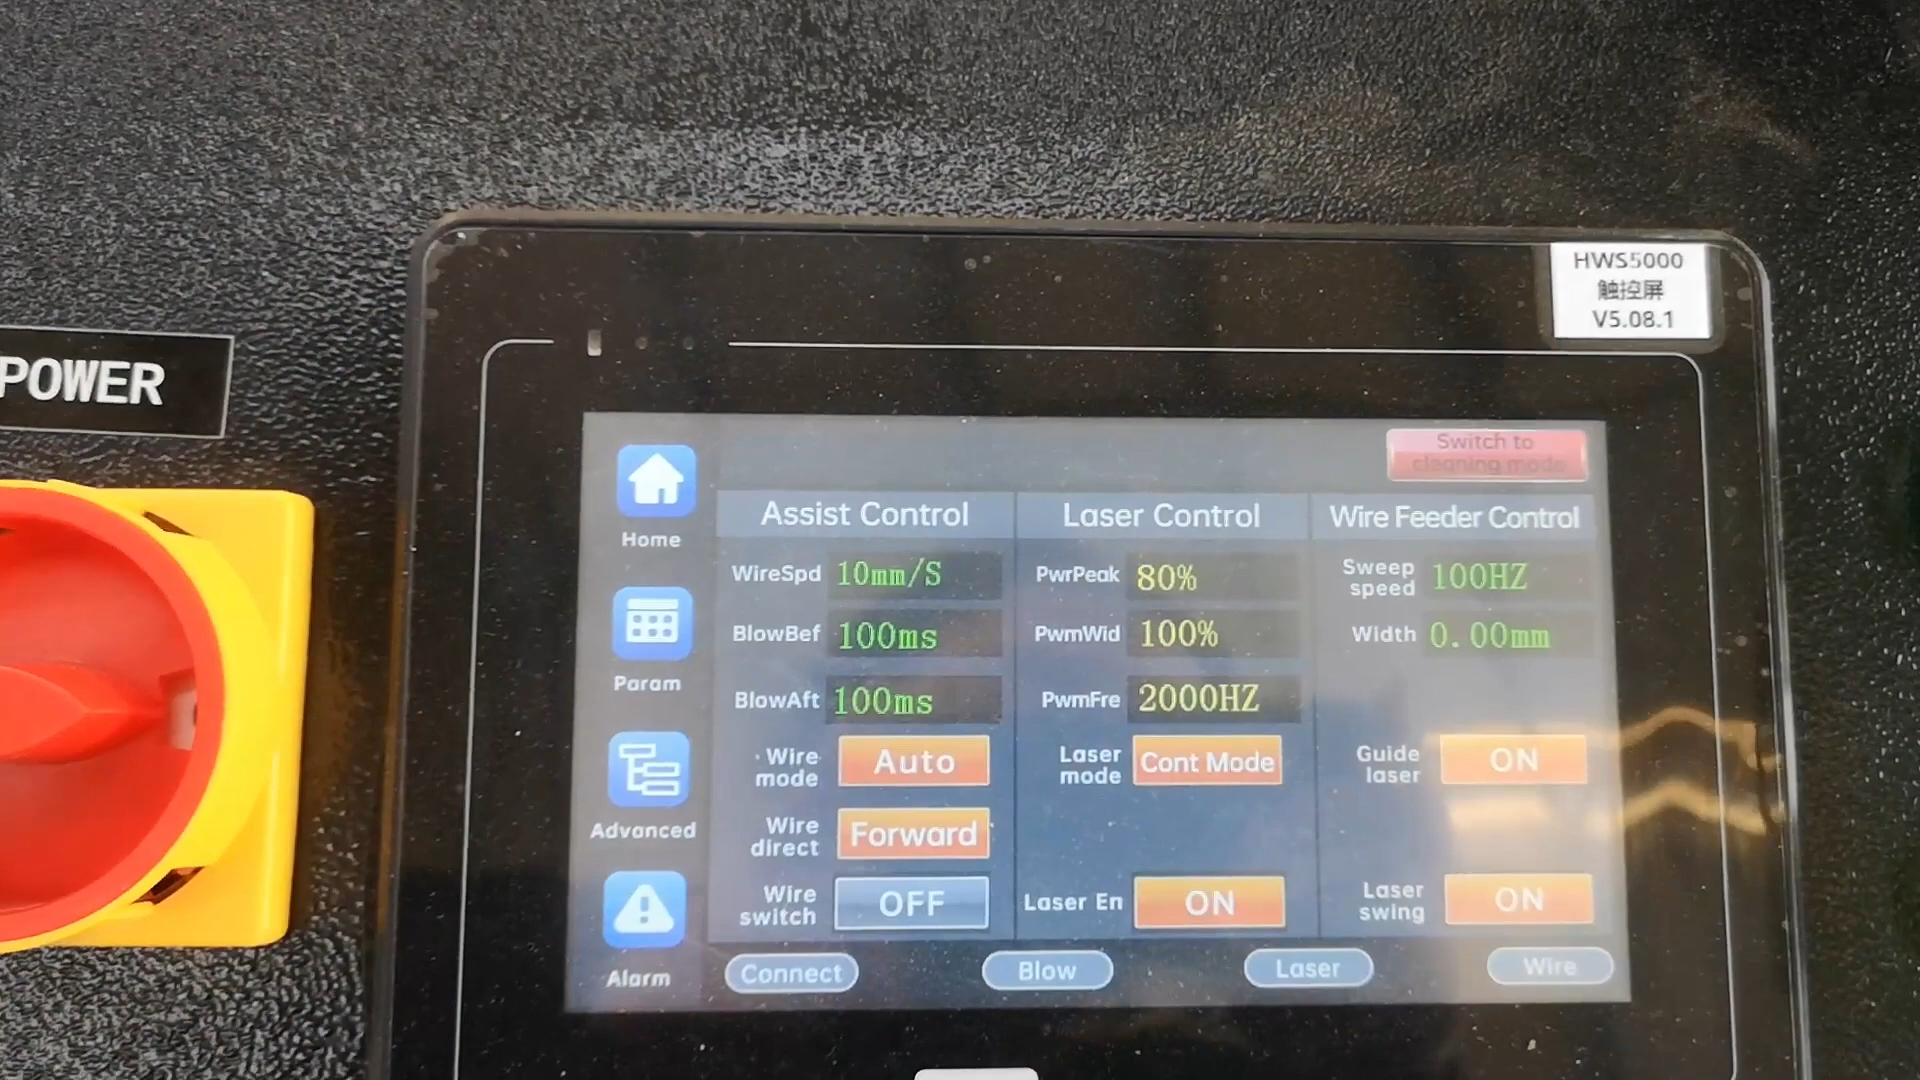 HWS5000
触控屏
V5.08.1
POWER
Switch to
cleaning mode
Home
Param
Advanced
Alarm
Assist Control
WireSpd 10mm/S
BlowBef 100ms
BlowAft 100ms
Wire
mode
Auto
Wire
direct
Forward
Wire
switch
OFF
Laser Control
PwrPeak 80%
PwmWid 100%
PwmFre 2000HZ
Laser
mode
Cont Mode
Laser En ON
Wire Feeder Control
Sweep
speed
100HZ
Width 0.00mm
Guide
laser
ON
Laser
swing
ON
Connect
Blow
Laser
Wire